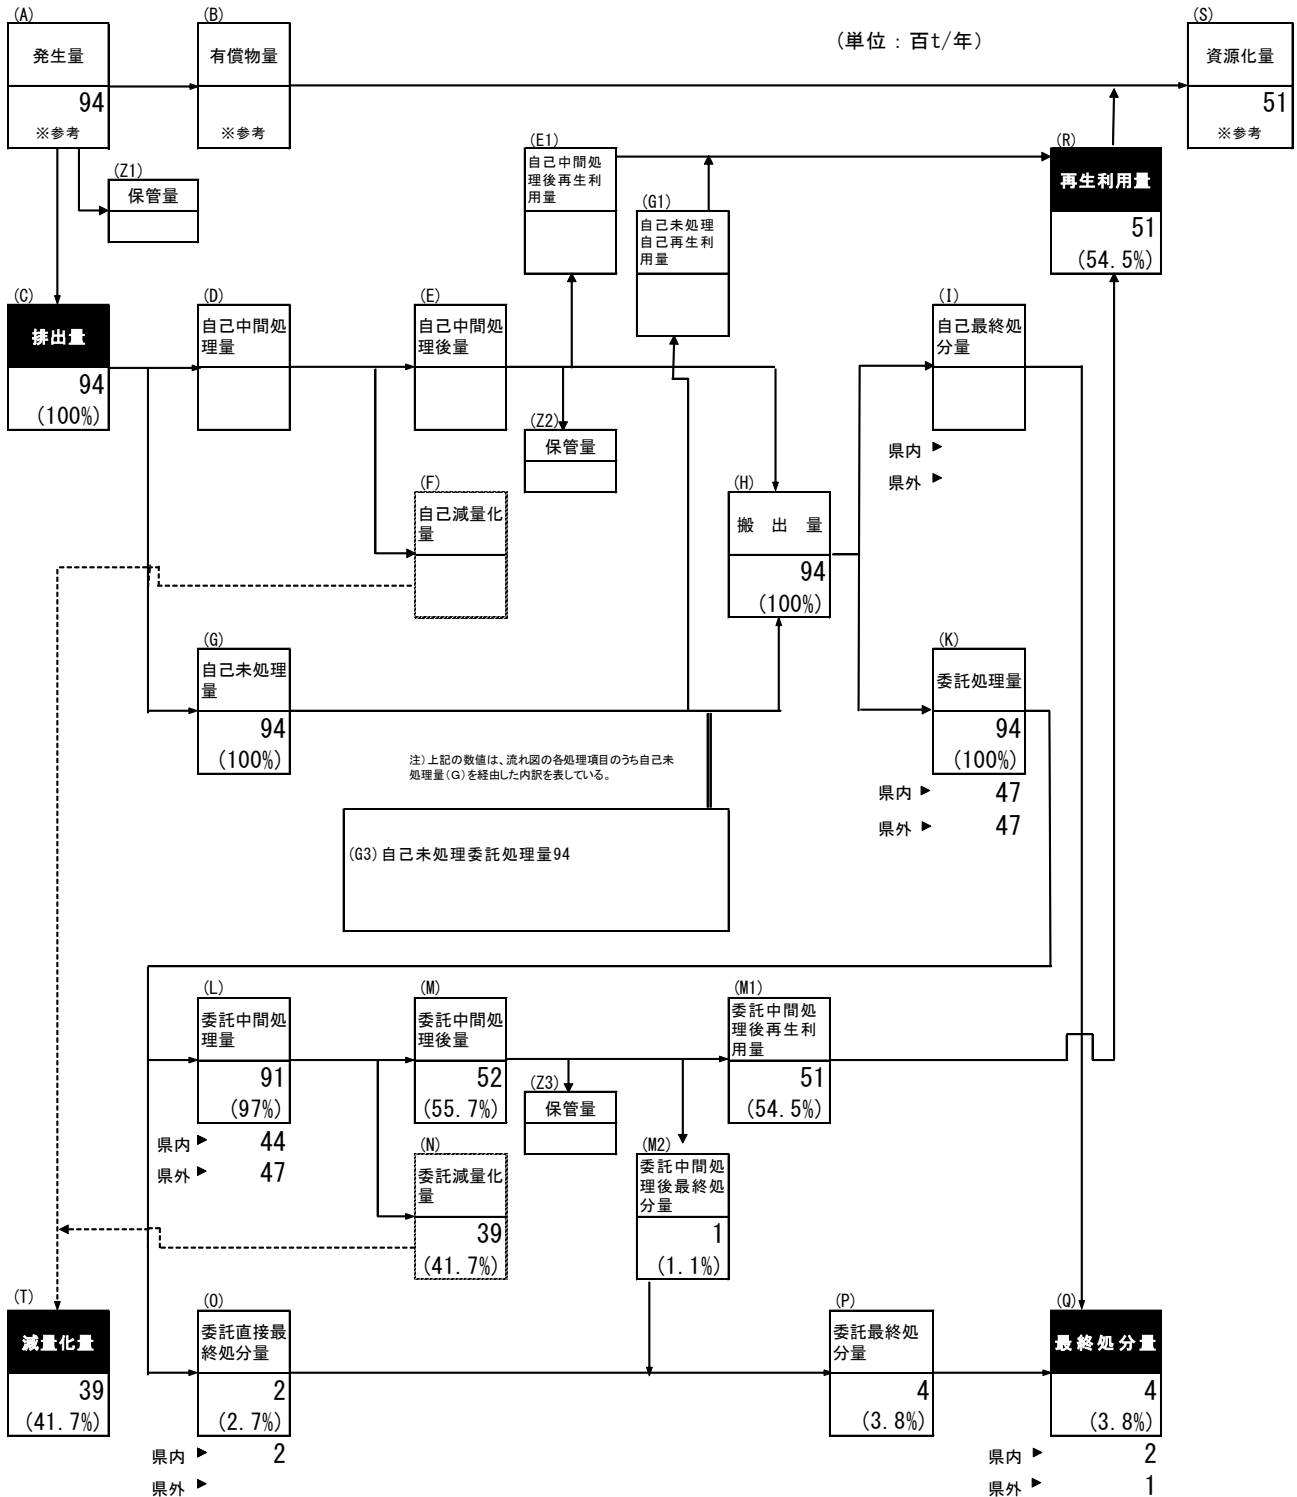 (A)
発生量
94
※参考
(B)
有償物量
※参考
(単位：百t/年)
(S)
資源化量
51
※参考
(Z1)
保管量
(E1)
自己中間処
理後再生利
用量
(G1)
自己未処理
自己再生利
用量
(R)
再生利用量
51
(54.5%)
(C)
排出量
94
(100%)
(D)
自己中間処
理量
(E)
自己中間処
理後量
(Z2)
保管量
(I)
自己最終処
分量
県内
県外
(F)
自己減量化
量
(H)
搬 出 量
94
(100%)
(G)
自己未処理
量
94
(100%)
(K)
委託処理量
94
(100%)
県内 47
県外 47
注)上記の数値は、流れ図の各処理項目のうち自己未
処理量(G)を経由した内訳を表している。
(G3)自己未処理委託処理量94
(L)
委託中間処
理量
91
(97%)
県内 44
県外 47
(M)
委託中間処
理後量
52
(55.7%)
(Z3)
保管量
(M1)
委託中間処
理後再生利
用量
51
(54.5%)
(N)
委託減量化
量
39
(41.7%)
(M2)
委託中間処
理後最終処
分量
1
(1.1%)
(T)
減量化量
39
(41.7%)
(O)
委託直接最
終処分量
2
(2.7%)
県内 2
県外
(P)
委託最終処
分量
4
(3.8%)
(Q)
最終処分量
4
(3.8%)
県内 2
県外 1